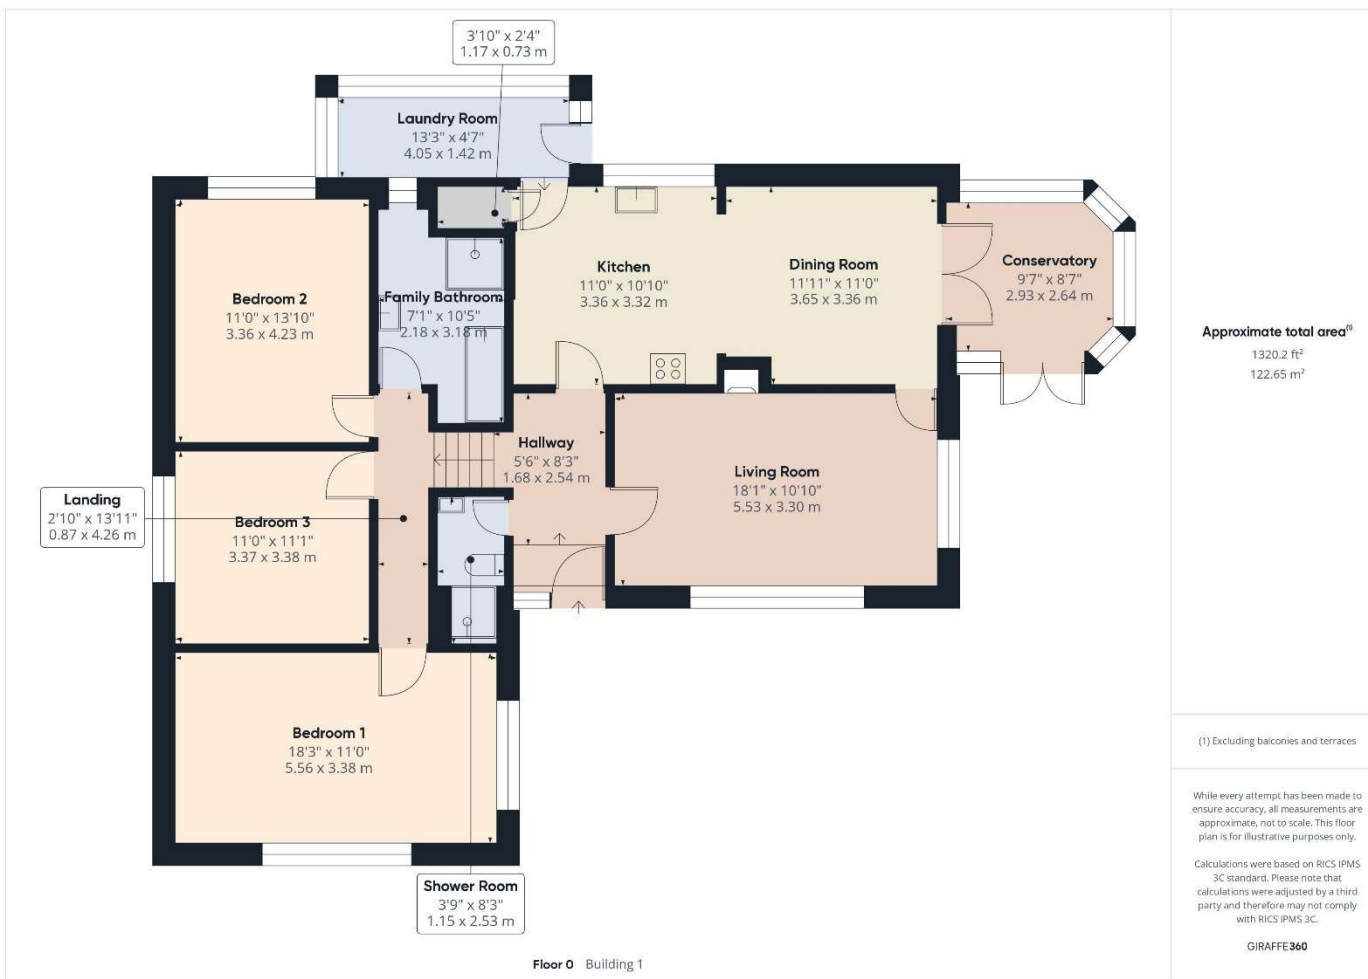 3'10" x 2'4"
1.17 x 0.73 m
Laundry Room
13'3" x 4'7"
4.05 x 1.42 m
Bedroom 2
11'0" x 13'10"
3.36 x 4.23 m
Family Bathroom
7'1" x 10'5"
2.18 x 3.18 m
Kitchen
11'0" x 10'10"
3.36 x 3.32 m
Dining Room
11'11" x 11'0"
3.65 x 3.36 m
Conservatory
9'7" x 8'7"
2.93 x 2.64 m
Landing
2'10" x 13'11"
0.87 x 4.26 m
Bedroom 3
11'0" x 11'1"
3.37 x 3.38 m
Hallway
5'6" x 8'3"
1.68 x 2.54 m
Living Room
18'1" x 10'10"
5.53 x 3.30 m
Bedroom 1
18'3" x 11'0"
5.56 x 3.38 m
Shower Room
3'9" x 8'3"
1.15 x 2.53 m
Floor 0 Building 1
Approximate total area(1)
1320.2 ft²
122.65 m²
(1) Excluding balconies and terraces
While every attempt has been made to
ensure accuracy, all measurements are
approximate, not to scale. This floor
plan is for illustrative purposes only.
Calculations were based on RICS IPMS
3C standard. Please note that
calculations were adjusted by a third
party and therefore may not comply
with RICS IPMS 3C.
GIRAFFE360